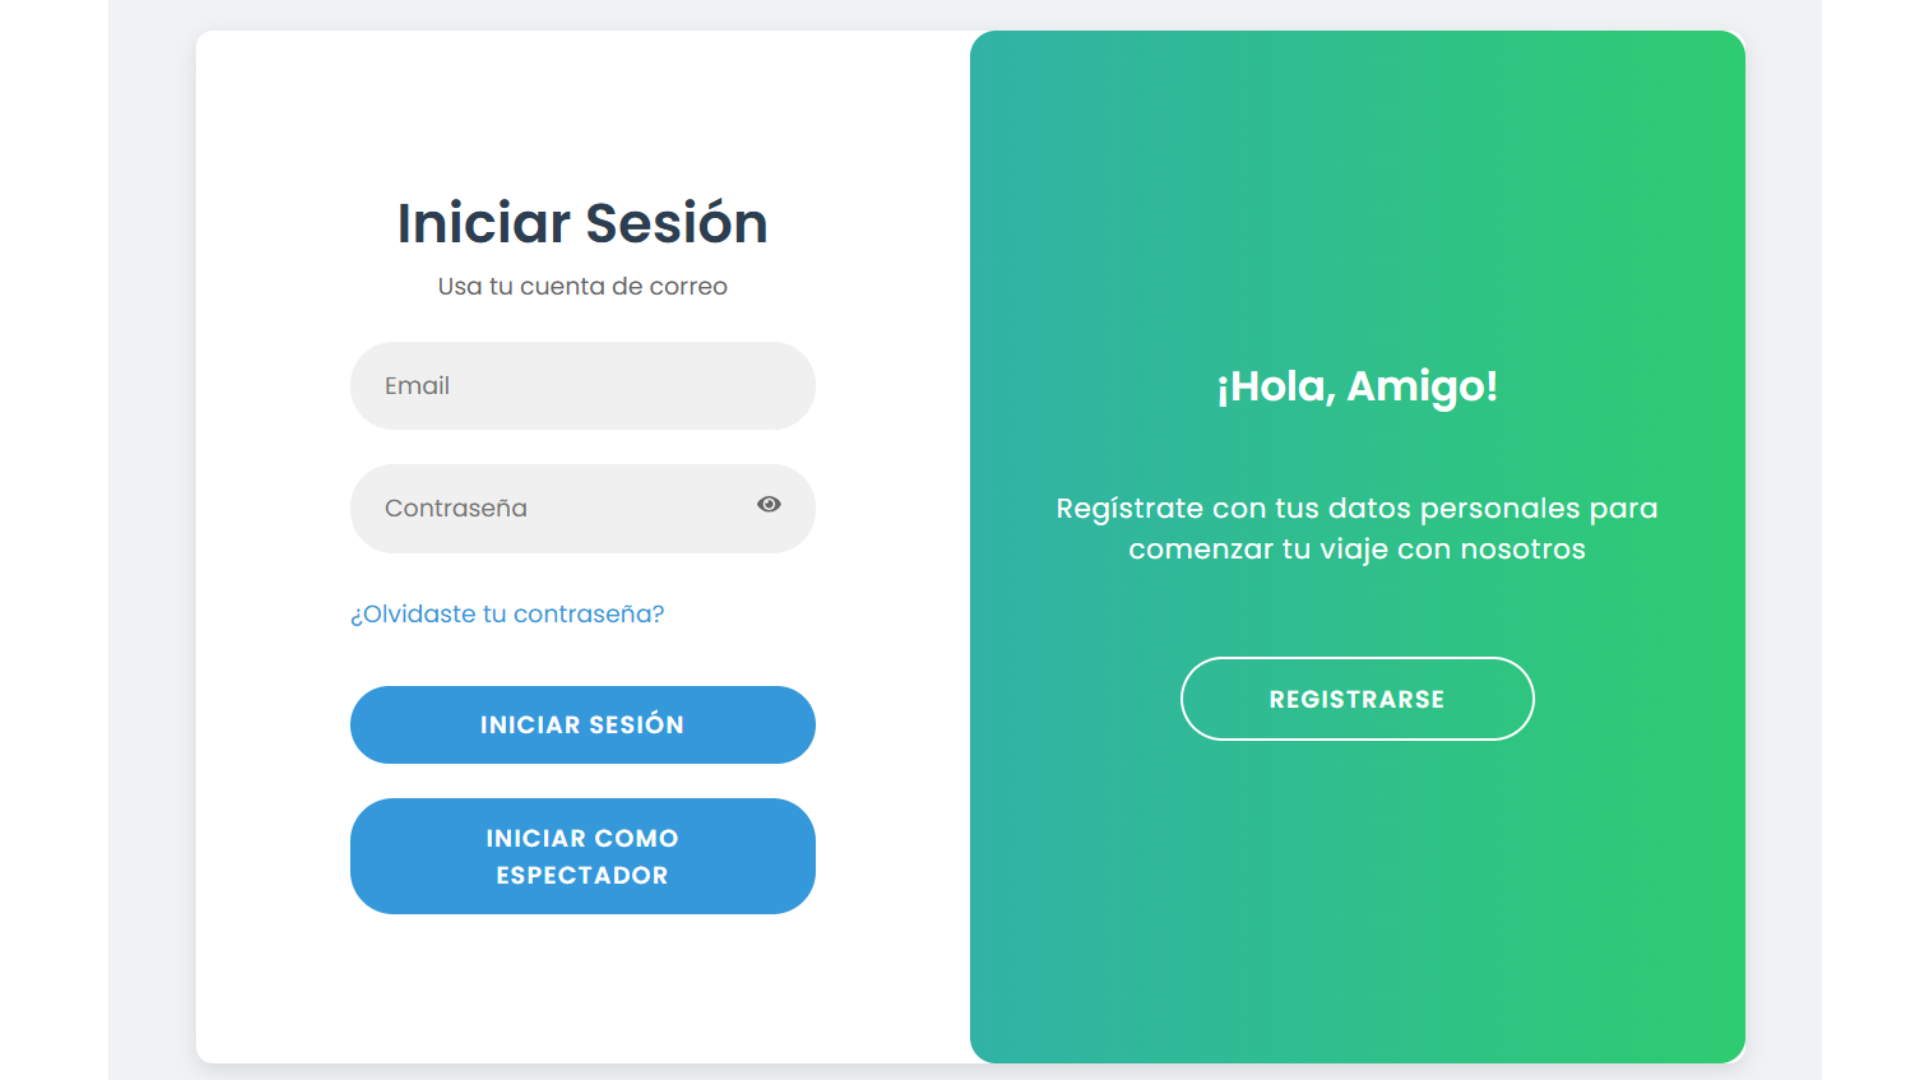 Iniciar Sesión
Usa tu cuenta de correo
Email
Contraseña
¿Olvidaste tu contraseña?
INICIAR SESIÓN
INICIAR COMO
ESPECTADOR
¡Hola, Amigo!
Regístrate con tus datos personales para
comenzar tu viaje con nosotros
REGISTRARSE